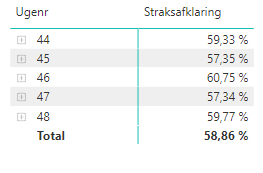 Ugenr Straksafklaring
44 59,33 %
45 57,35 %
46 60,75 %
47 57,34 %
48 59,77 %
Total 58,86 %